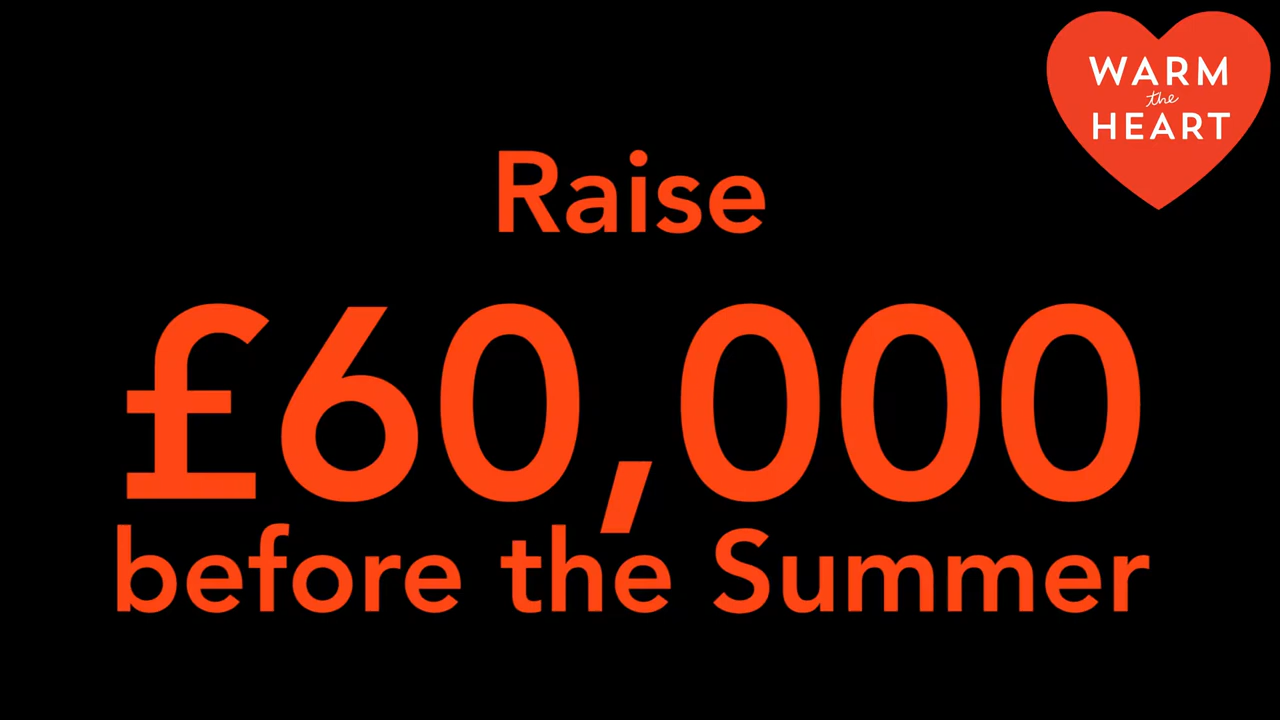 WARM
the
HEART
Raise
£60,000
before the Summer